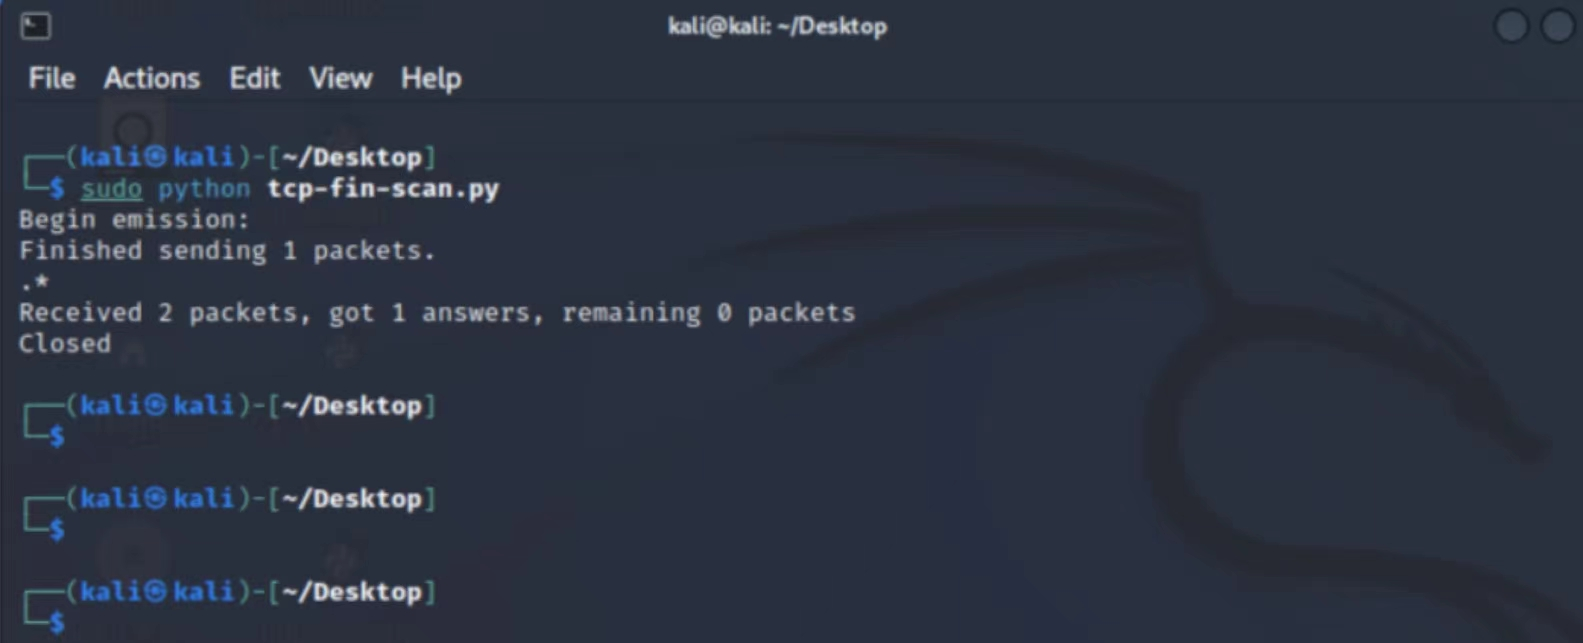 kali@kali: ~/Desktop
File Actions Edit View Help
┌──(kali㉿kali)-[~/Desktop]
└─$ sudo python tcp-fin-scan.py
Begin emission:
Finished sending 1 packets.
.*
Received 2 packets, got 1 answers, remaining 0 packets
Closed
┌──(kali㉿kali)-[~/Desktop]
└─$
┌──(kali㉿kali)-[~/Desktop]
└─$
┌──(kali㉿kali)-[~/Desktop]
└─$